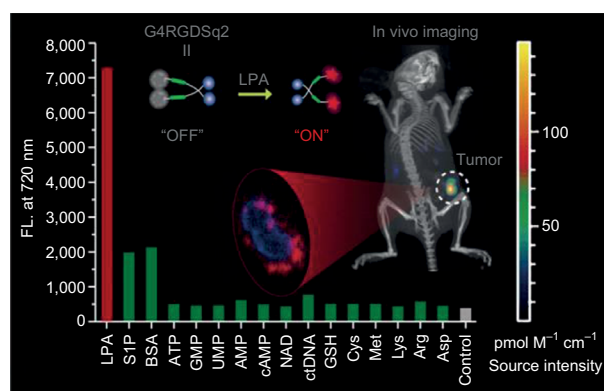 G4RGDSq2
II
LPA
"OFF"
"ON"
In vivo imaging
Tumor
FL. at 720 nm
8,000
7,000
6,000
5,000
4,000
3,000
2,000
1,000
0
LPA
S1P
BSA
ATP
GMP
UMP
AMP
cAMP
NAD
ctDNA
GSH
Cys
Met
Lys
Arg
Asp
Control
100
50
pmol M⁻¹ cm⁻¹
Source intensity